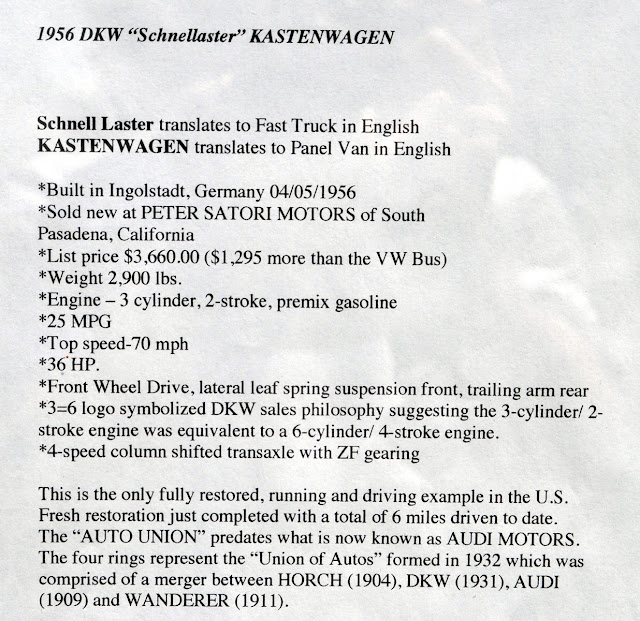 1956 DKW “Schnellaster” KASTENWAGEN
Schnell Laster translates to Fast Truck in English
KASTENWAGEN translates to Panel Van in English
*Built in Ingolstadt, Germany 04/05/1956
*Sold new at PETER SATORI MOTORS of South
Pasadena, California
*List price $3,660.00 ($1,295 more than the VW Bus)
*Weight 2,900 lbs.
*Engine – 3 cylinder, 2-stroke, premix gasoline
*25 MPG
*Top speed-70 mph
*36 HP.
*Front Wheel Drive, lateral leaf spring suspension front, trailing arm rear
*3=6 logo symbolized DKW sales philosophy suggesting the 3-cylinder/ 2-
stroke engine was equivalent to a 6-cylinder/ 4-stroke engine.
*4-speed column shifted transaxle with ZF gearing
This is the only fully restored, running and driving example in the U.S.
Fresh restoration just completed with a total of 6 miles driven to date.
The “AUTO UNION” predates what is now known as AUDI MOTORS.
The four rings represent the “Union of Autos” formed in 1932 which was
comprised of a merger between HORCH (1904), DKW (1931), AUDI
(1909) and WANDERER (1911).